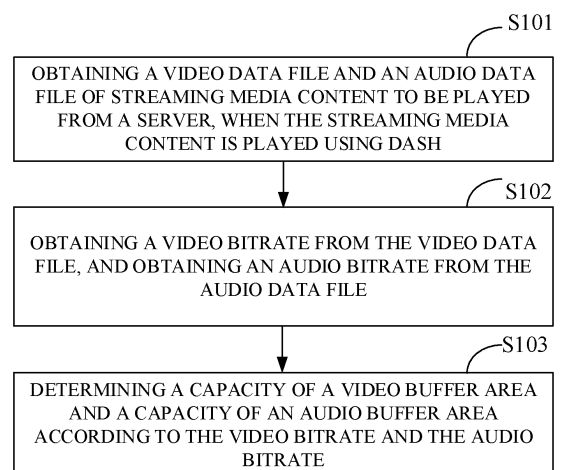 S101
OBTAINING A VIDEO DATA FILE AND AN AUDIO DATA
FILE OF STREAMING MEDIA CONTENT TO BE PLAYED
FROM A SERVER, WHEN THE STREAMING MEDIA
CONTENT IS PLAYED USING DASH
S102
OBTAINING A VIDEO BITRATE FROM THE VIDEO DATA
FILE, AND OBTAINING AN AUDIO BITRATE FROM THE
AUDIO DATA FILE
S103
DETERMINING A CAPACITY OF A VIDEO BUFFER AREA
AND A CAPACITY OF AN AUDIO BUFFER AREA
ACCORDING TO THE VIDEO BITRATE AND THE AUDIO
BITRATE